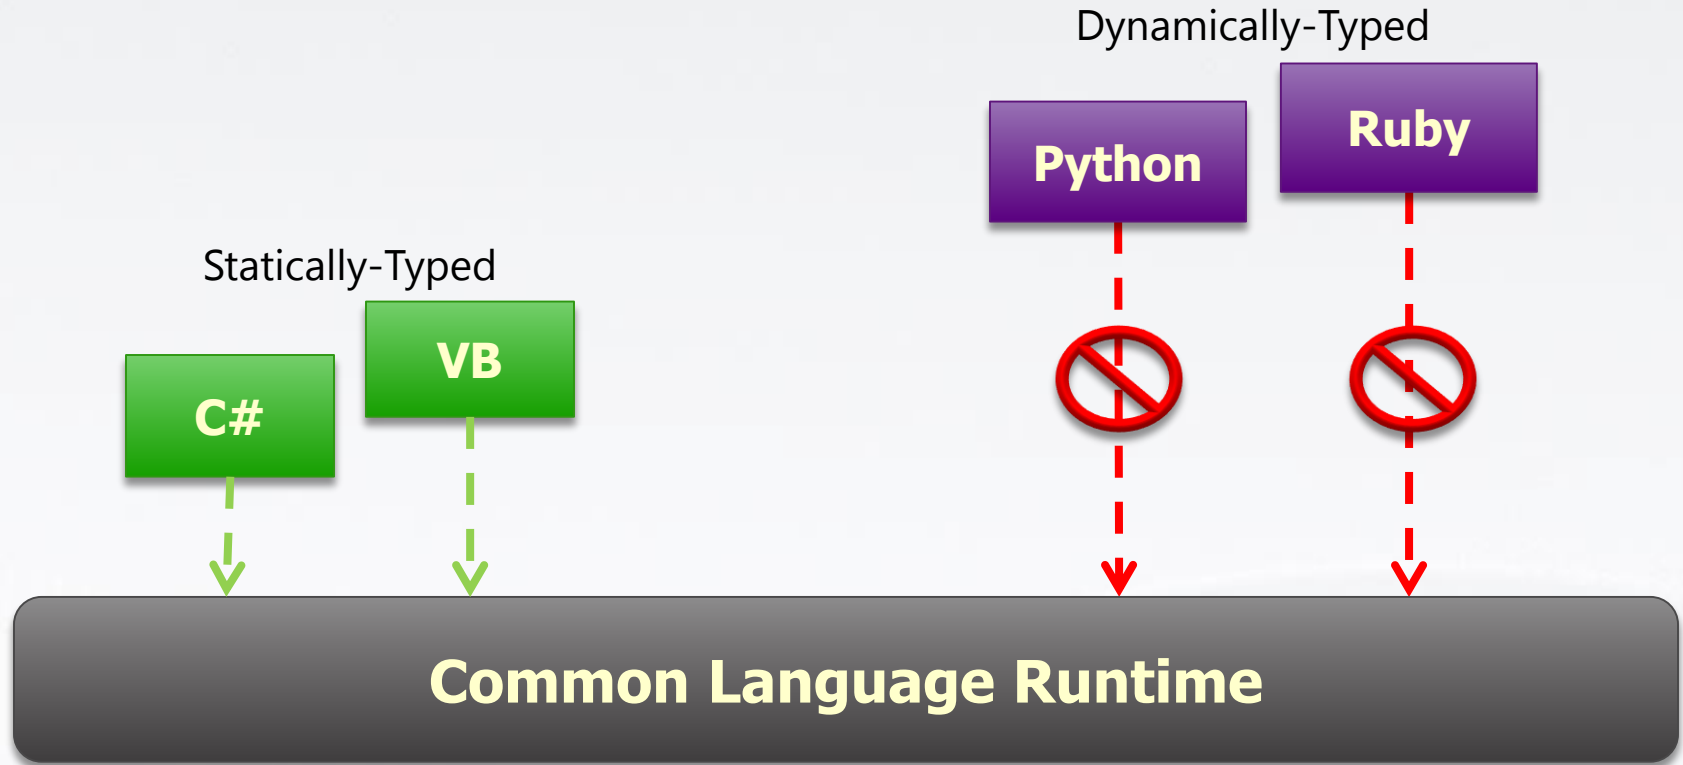 Dynamically-Typed
Ruby
Python
Statically-Typed
VB
C#
Common Language Runtime